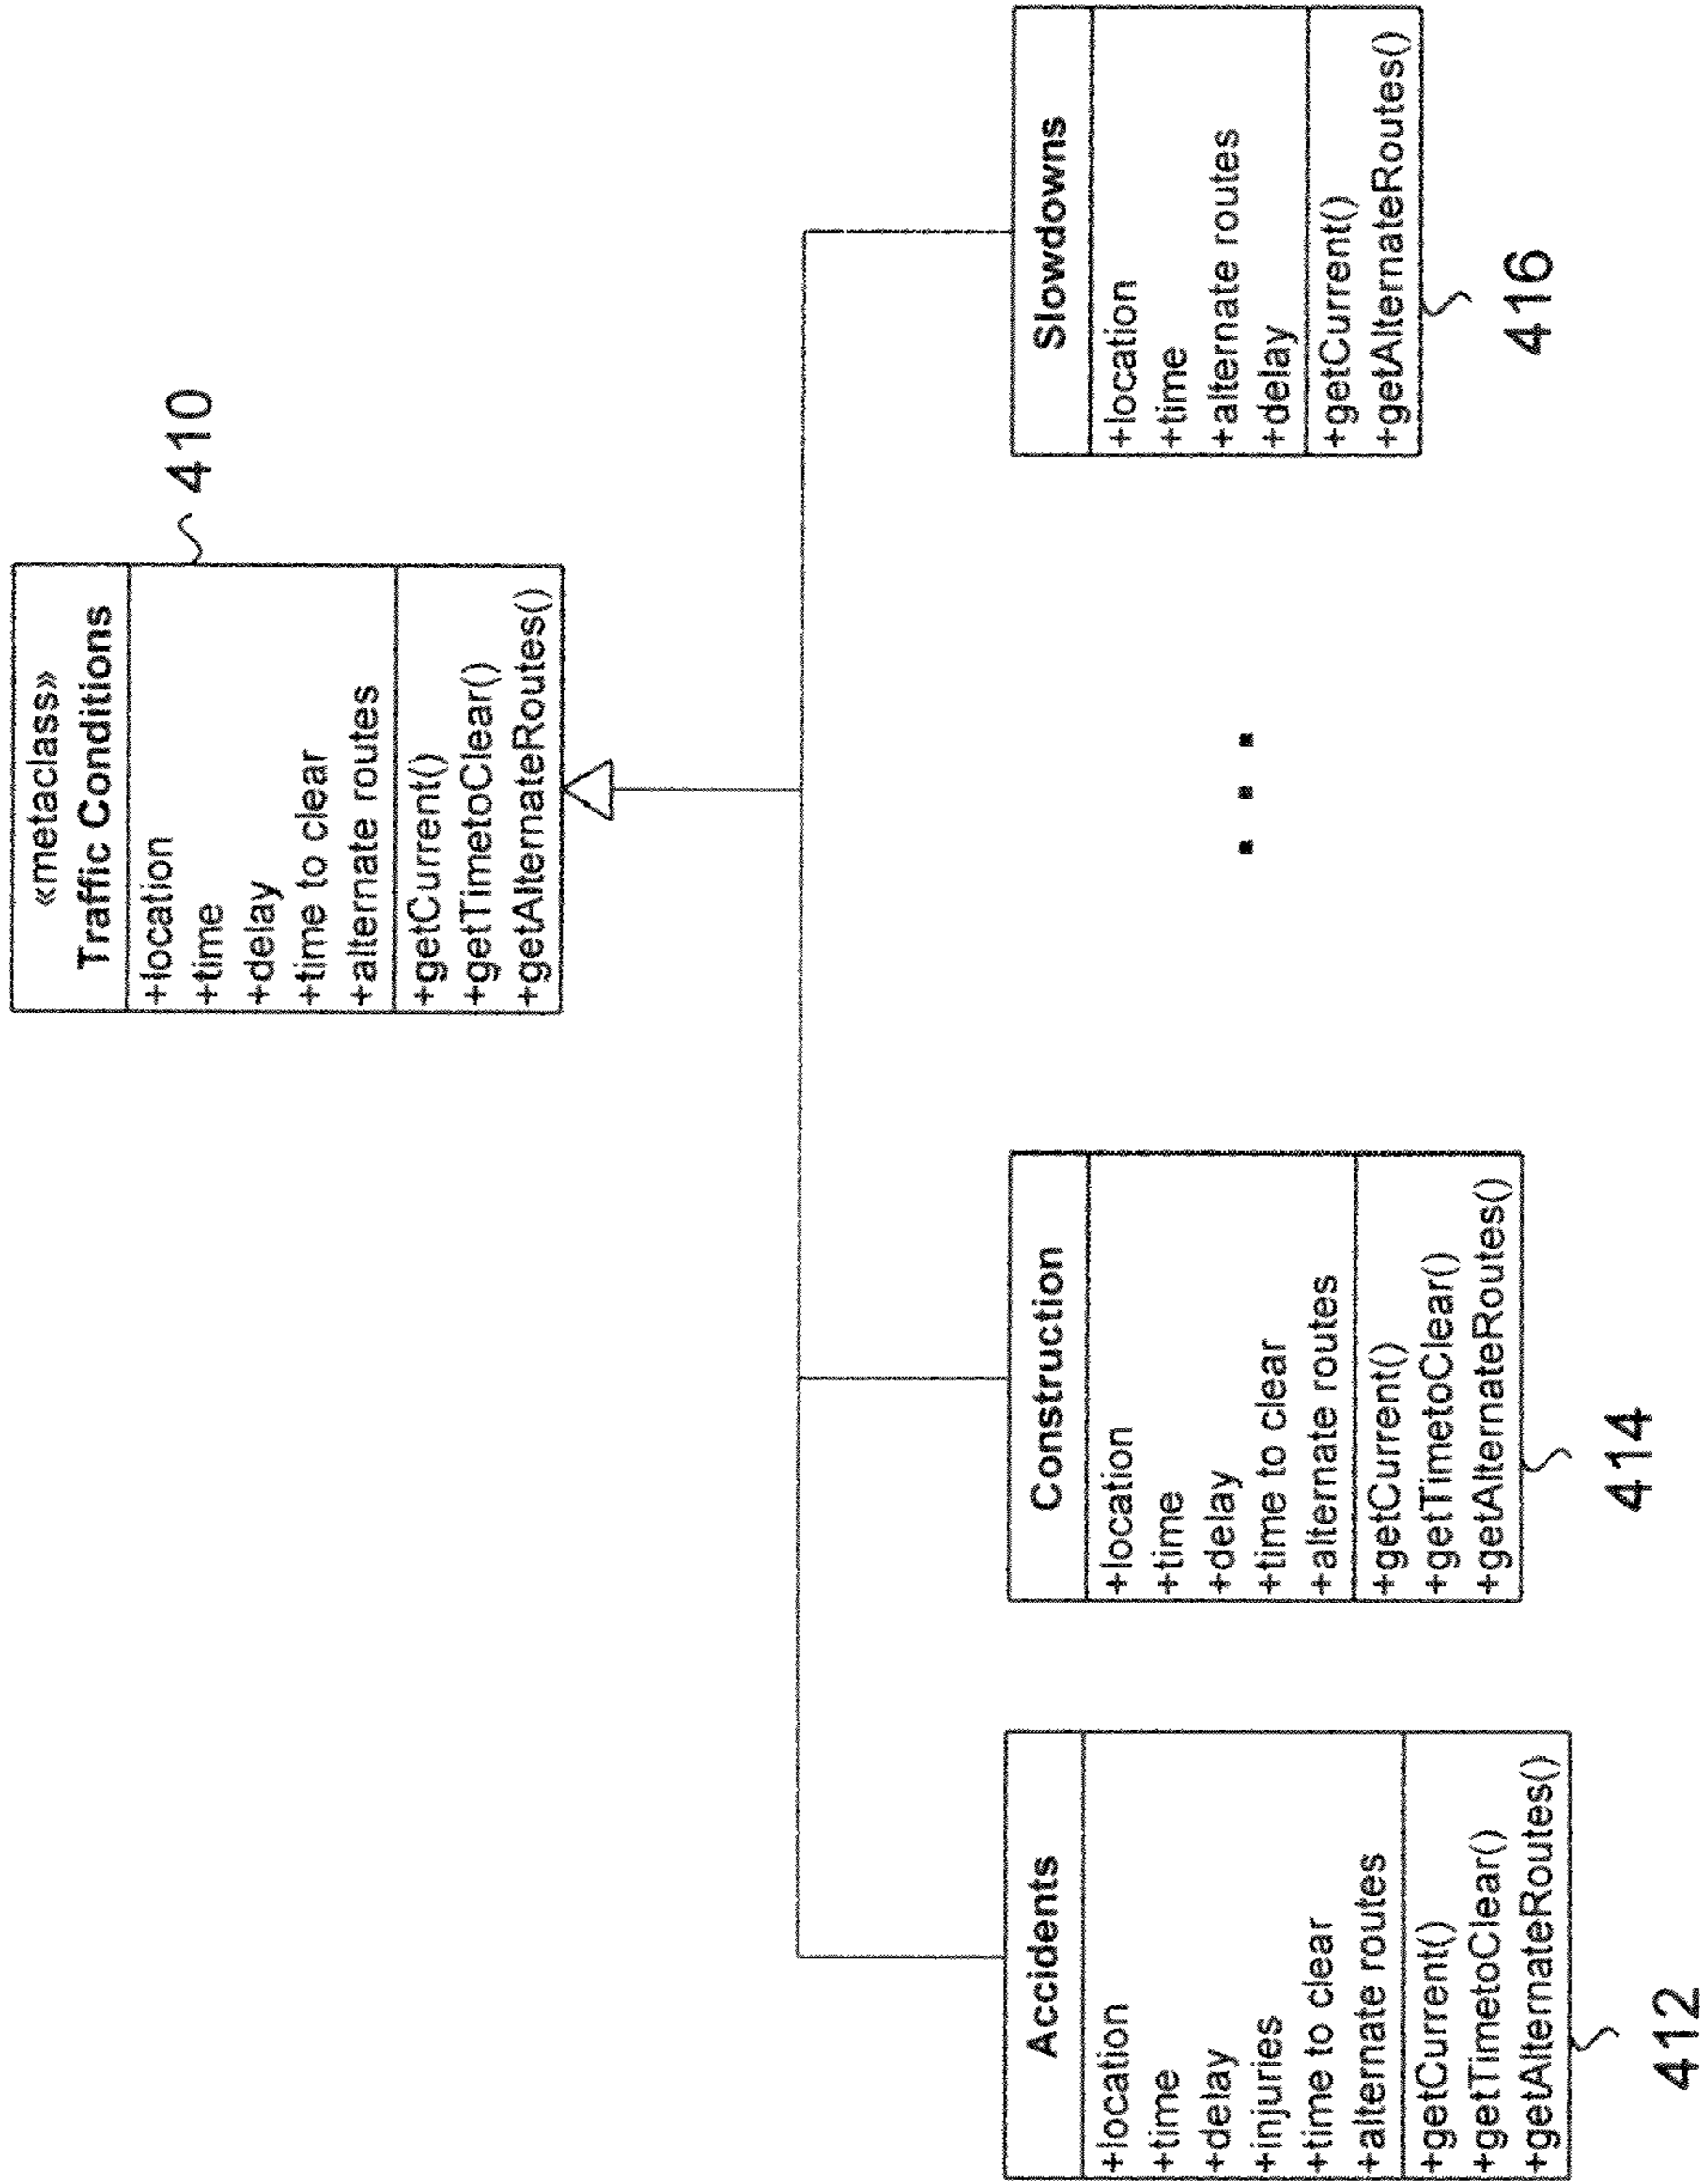 «metaclass»
Traffic Conditions
+location
+time
+delay
+time to clear
+alternate routes
+getCurrent()
+getTimetoClear()
+getAlternateRoutes()
410
Accidents
+location
+time
+delay
+injuries
+time to clear
+alternate routes
+getCurrent()
+getTimetoClear()
+getAlternateRoutes()
412
Construction
+location
+time
+delay
+time to clear
+alternate routes
+getCurrent()
+getTimetoClear()
+getAlternateRoutes()
414
...
Slowdowns
+location
+time
+alternate routes
+delay
+getCurrent()
+getAlternateRoutes()
416